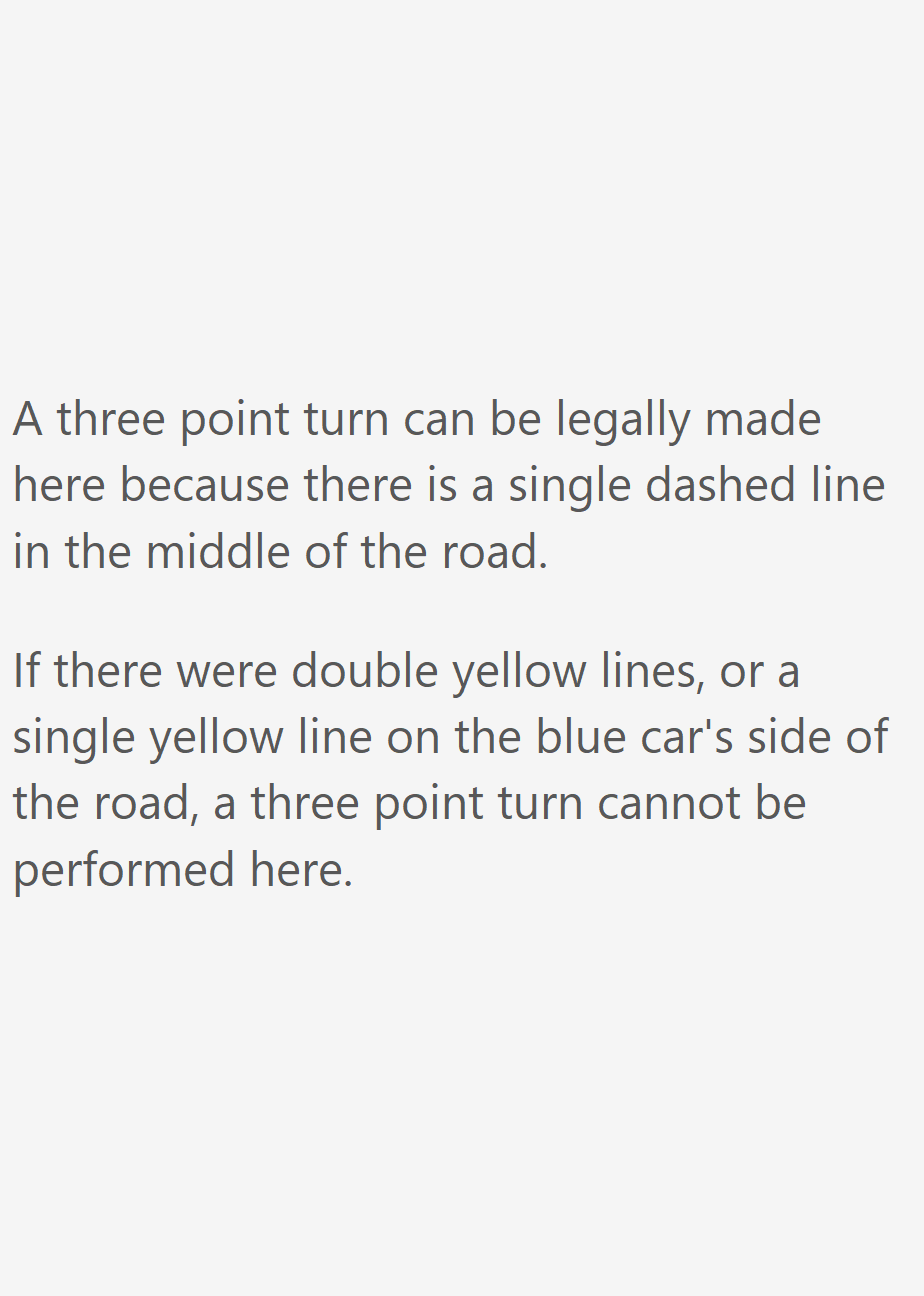 A three point turn can be legally made
here because there is a single dashed line
in the middle of the road.
If there were double yellow lines, or a
single yellow line on the blue car's side of
the road, a three point turn cannot be
performed here.